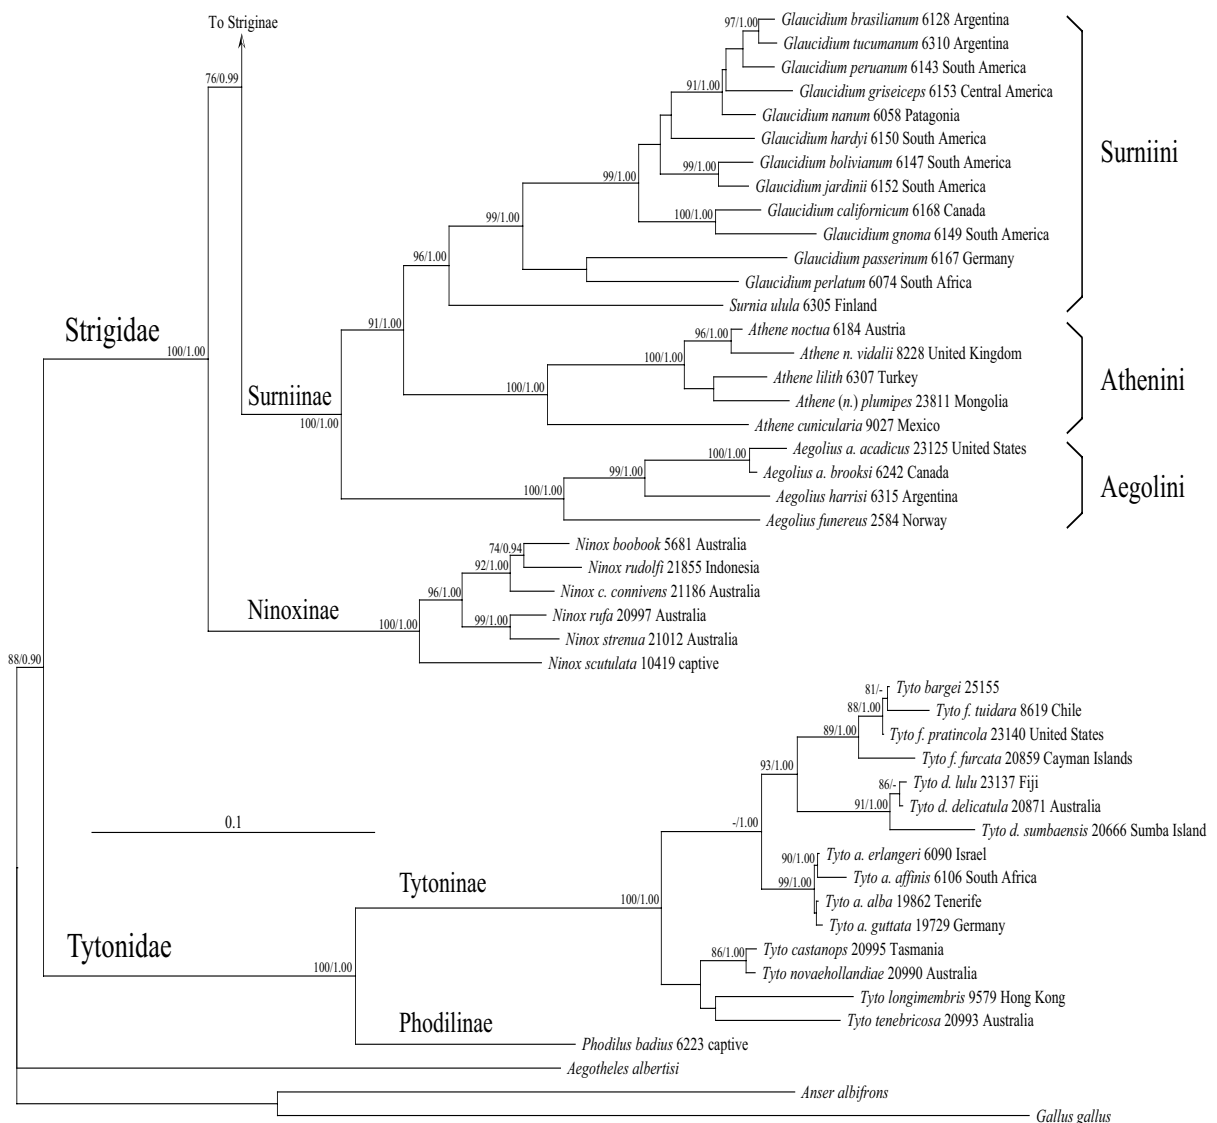 To Striginae
97/1.00
Glaucidium brasilianum 6128 Argentina
Glaucidium tucumanum 6310 Argentina
Glaucidium peruanum 6143 South America
76/0.99
91/1.00
Glaucidium griseiceps 6153 Central America
Glaucidium nanum 6058 Patagonia
Glaucidium hardyi 6150 South America
Surniini
99/1.00
Glaucidium bolivianum 6147 South America
99/1.00
Glaucidium jardinii 6152 South America
100/1.00
Glaucidium californicum 6168 Canada
99/1.00
Glaucidium gnoma 6149 South America
96/1.00
Glaucidium passerinum 6167 Germany
Glaucidium perlatum 6074 South Africa
Surnia ulula 6305 Finland
Strigidae
91/1.00
96/1.00
Athene noctua 6184 Austria
100/1.00
100/1.00
Athene n. vidalii 8228 United Kingdom
Athene lilith 6307 Turkey
Athenini
Surniinae
100/1.00
Athene (n.) plumipes 23811 Mongolia
100/1.00
Athene cunicularia 9027 Mexico
100/1.00
Aegolius a. acadicus 23125 United States
99/1.00
Aegolius a. brooksi 6242 Canada
Aegolini
100/1.00
Aegolius harrisi 6315 Argentina
Aegolius funereus 2584 Norway
74/0.94
Ninox boobook 5681 Australia
92/1.00
Ninox rudolfi 21855 Indonesia
96/1.00
Ninox c. connivens 21186 Australia
Ninoxinae
100/1.00
99/1.00
Ninox rufa 20997 Australia
Ninox strenua 21012 Australia
88/0.90
Ninox scutulata 10419 captive
81/-
Tyto bargei 25155
88/1.00
Tyto f. tuidara 8619 Chile
89/1.00
Tyto f. pratincola 23140 United States
Tyto f. furcata 20859 Cayman Islands
93/1.00
86/-
Tyto d. lulu 23137 Fiji
91/1.00
Tyto d. delicatula 20871 Australia
0.1
-/1.00
Tyto d. sumbaensis 20666 Sumba Island
90/1.00
Tyto a. erlangeri 6090 Israel
Tytoninae
99/1.00
Tyto a. affinis 6106 South Africa
100/1.00
Tyto a. alba 19862 Tenerife
Tyto a. guttata 19729 Germany
Tytonidae
86/1.00
Tyto castanops 20995 Tasmania
100/1.00
Tyto novaehollandiae 20990 Australia
Tyto longimembris 9579 Hong Kong
Phodilinae
Tyto tenebricosa 20993 Australia
Phodilus badius 6223 captive
Aegotheles albertisi
Anser albifrons
Gallus gallus